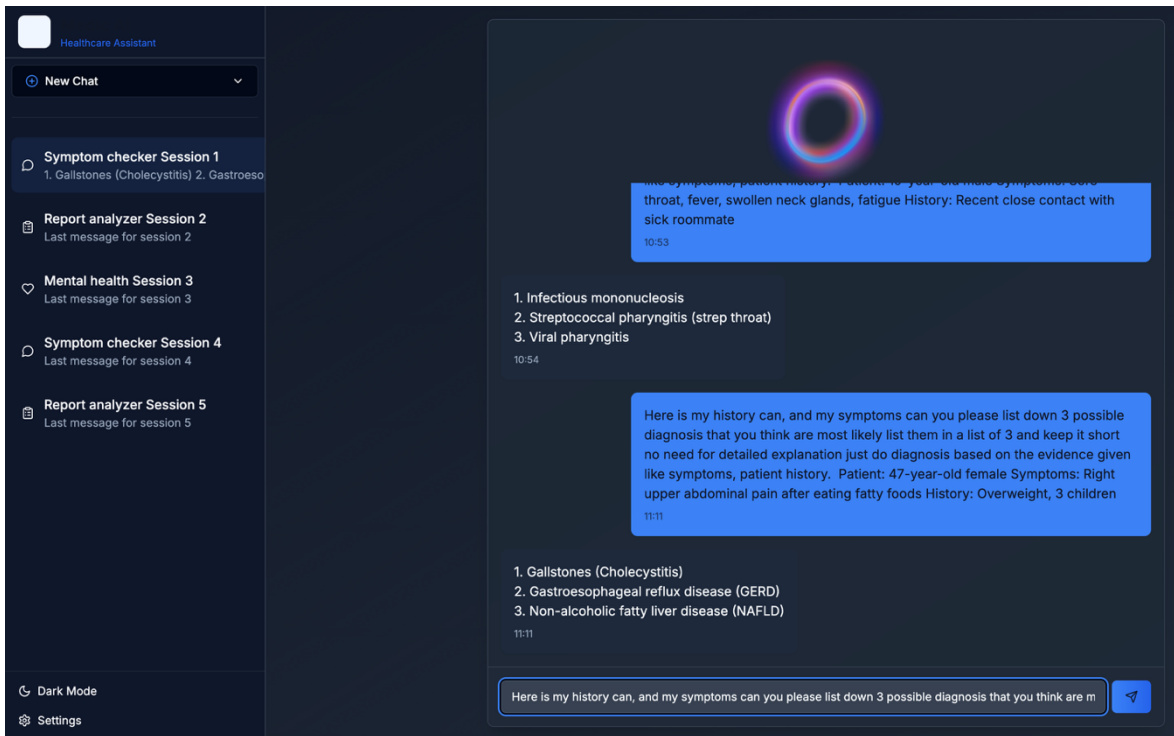 Healthcare Assistant
New Chat
Symptom checker Session 1
1. Gallstones (Cholecystitis) 2. Gastroeso
Report analyzer Session 2
Last message for session 2
Mental health Session 3
Last message for session 3
Symptom checker Session 4
Last message for session 4
Report analyzer Session 5
Last message for session 5
Dark Mode
Settings
throat, fever, swollen neck glands, fatigue History: Recent close contact with
sick roommate
10:53
1. Infectious mononucleosis
2. Streptococcal pharyngitis (strep throat)
3. Viral pharyngitis
10:54
Here is my history can, and my symptoms can you please list down 3 possible
diagnosis that you think are most likely list them in a list of 3 and keep it short
no need for detailed explanation just do diagnosis based on the evidence given
like symptoms, patient history. Patient: 47-year-old female Symptoms: Right
upper abdominal pain after eating fatty foods History: Overweight, 3 children
11:11
1. Gallstones (Cholecystitis)
2. Gastroesophageal reflux disease (GERD)
3. Non-alcoholic fatty liver disease (NAFLD)
11:11
Here is my history can, and my symptoms can you please list down 3 possible diagnosis that you think are m